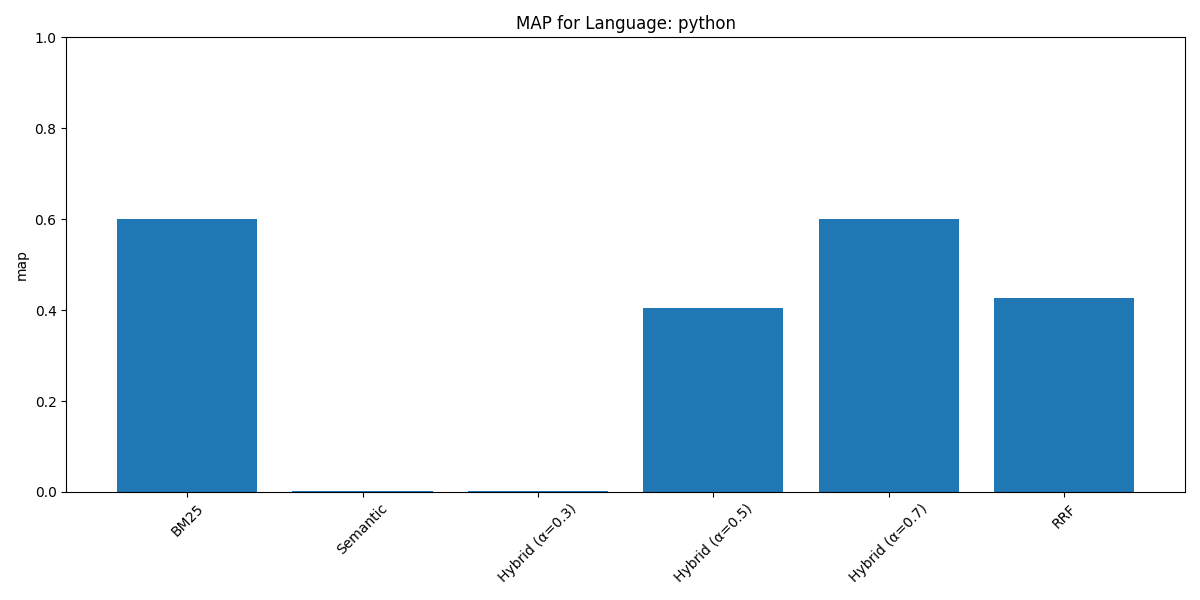 MAP for Language: python
map
1.0
0.8
0.6
0.4
0.2
0.0
BM25
Semantic
Hybrid (α=0.3)
Hybrid (α=0.5)
Hybrid (α=0.7)
RRF